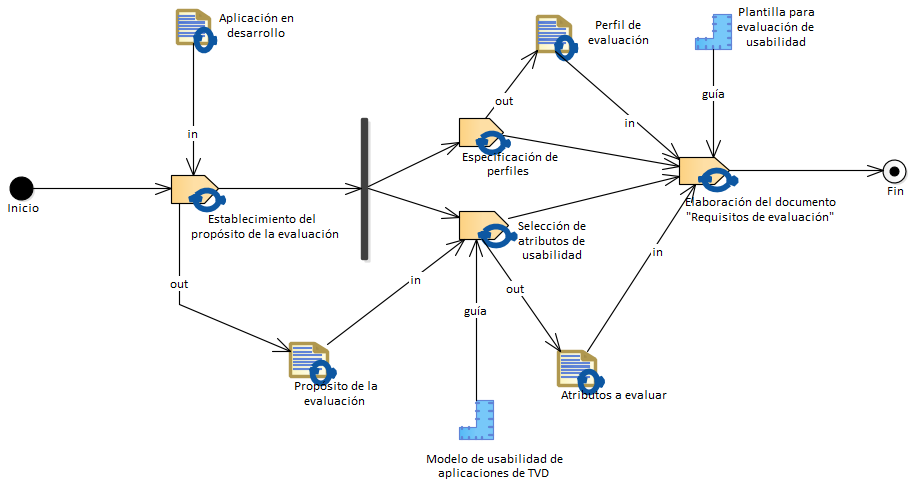 Aplicación en
desarrollo
Perfil de
evaluación
Plantilla para
evaluación de
usabilidad
out
guía
in
in
Especificación de
perfiles
Inicio
Establecimiento del
propósito de la evaluación
Fin
Elaboración del documento
"Requisitos de evaluación"
Selección de
atributos de
usabilidad
in
out
in
out
guía
Propósito de la
evaluación
Atributos a evaluar
Modelo de usabilidad de
aplicaciones de TVD